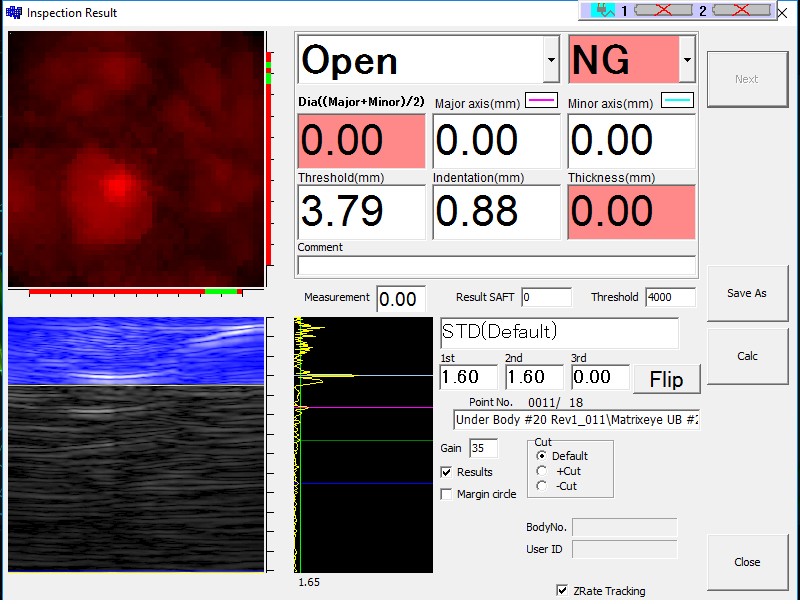 Inspection Result
1 2
Open NG
Next
Dia((Major+Minor)/2) Major axis(mm) Minor axis(mm)
0.00 0.00 0.00
Threshold(mm) Indentation(mm) Thickness(mm)
3.79 0.88 0.00
Comment
Measurement 0.00 Result SAFT 0 Threshold 4000
Save As
STD(Default)
Calc
1st 2nd 3rd
1.60 1.60 0.00 Flip
Point No. 0011/ 18
Under Body #20 Rev1_011\Matrixeye UB #2
Gain 35
Cut
Default
+Cut
-Cut
Results
Margin circle
BodyNo.
User ID
Close
1.65
ZRate Tracking